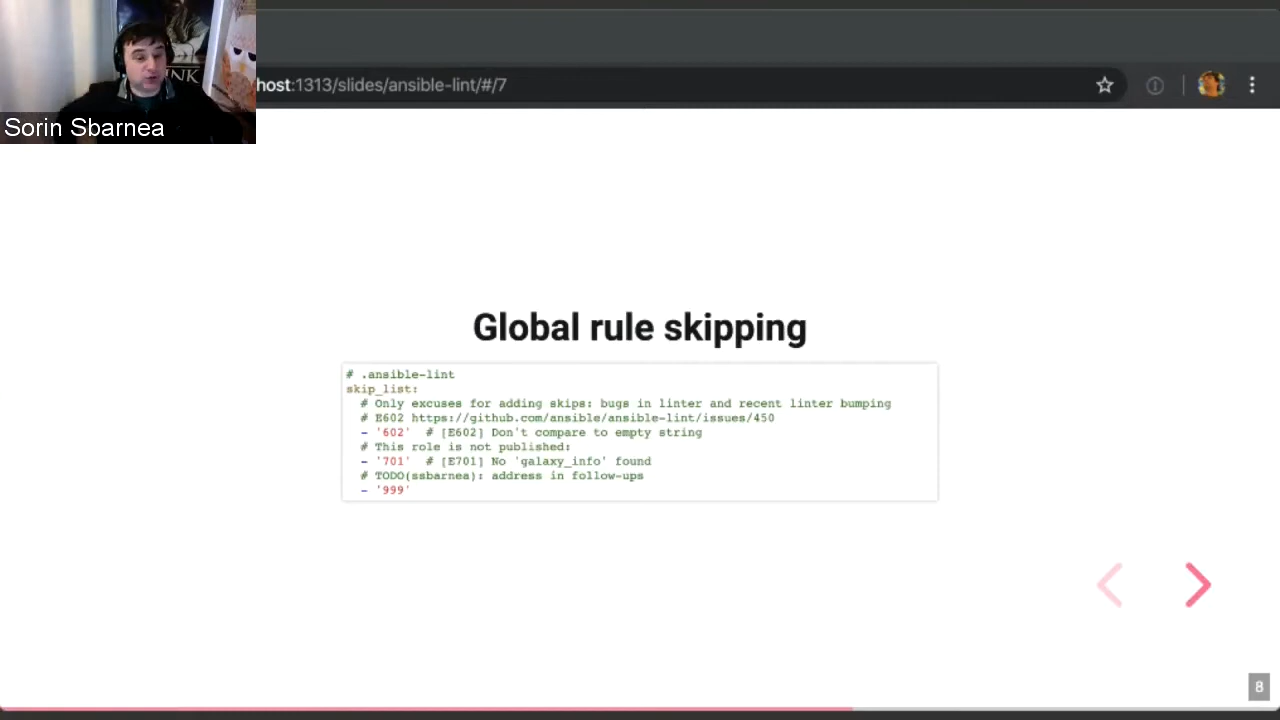 NK
Sorin Sbarnea
host:1313/slides/ansible-lint/#/7
Global rule skipping
# .ansible-lint
skip_list:
# Only excuses for adding skips: bugs in linter and recent linter bumping
# E602 https://github.com/ansible/ansible-lint/issues/450
- '602' # [E602] Don't compare to empty string
# This role is not published:
- '701' # [E701] No 'galaxy_info' found
# TODO(ssbarnea): address in follow-ups
- '999'
8